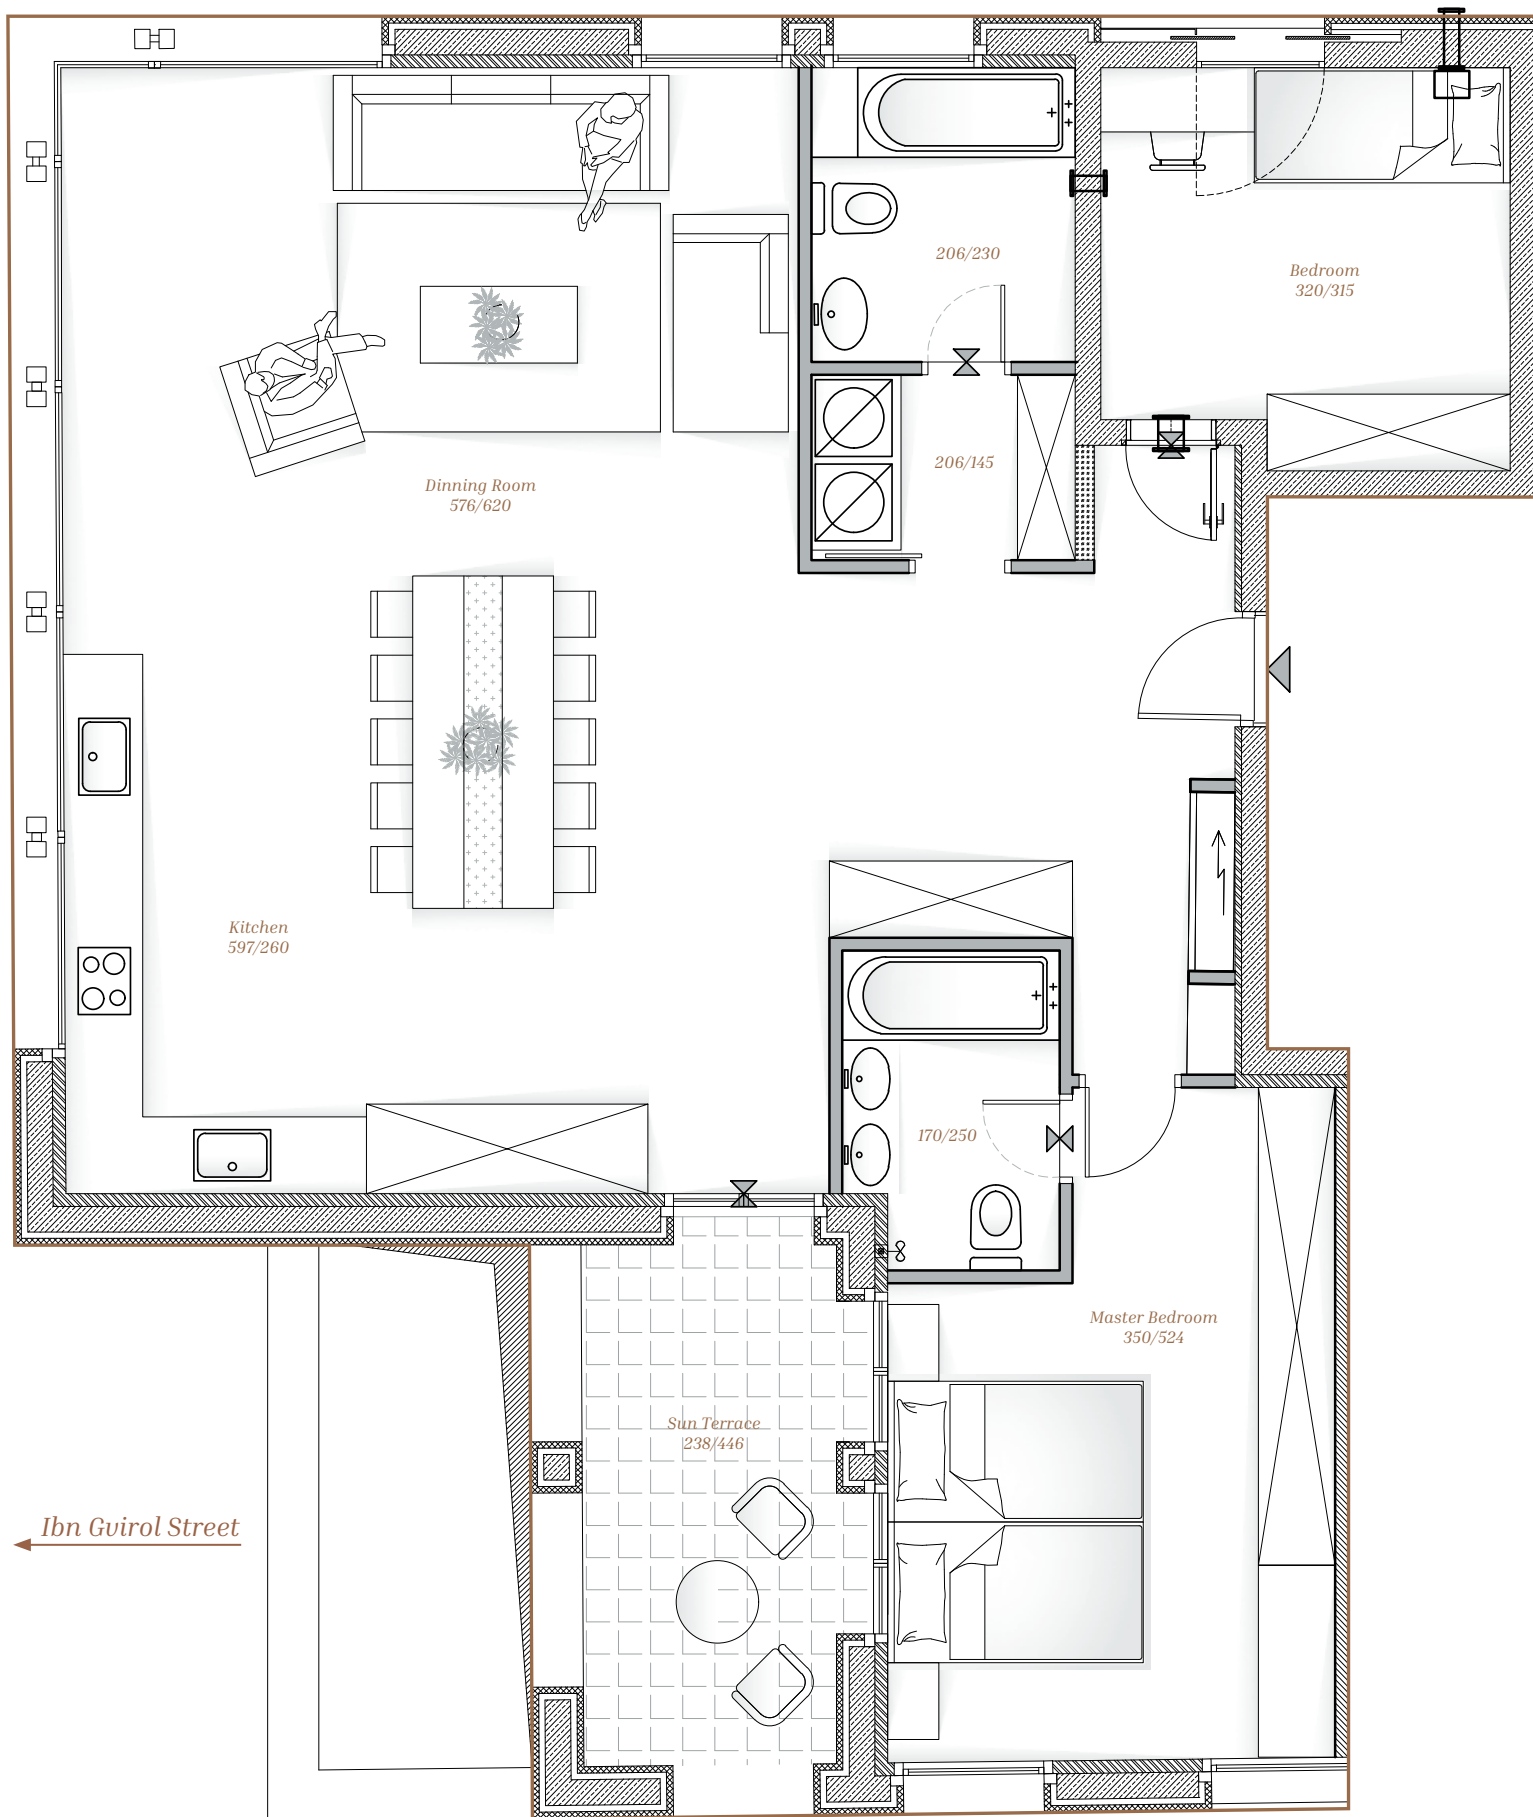 206/230
Bedroom
320/315
206/145
Dinning Room
576/620
Kitchen
597/260
170/250
Master Bedroom
350/524
Sun Terrace
238/446
Ibn Gvirol Street